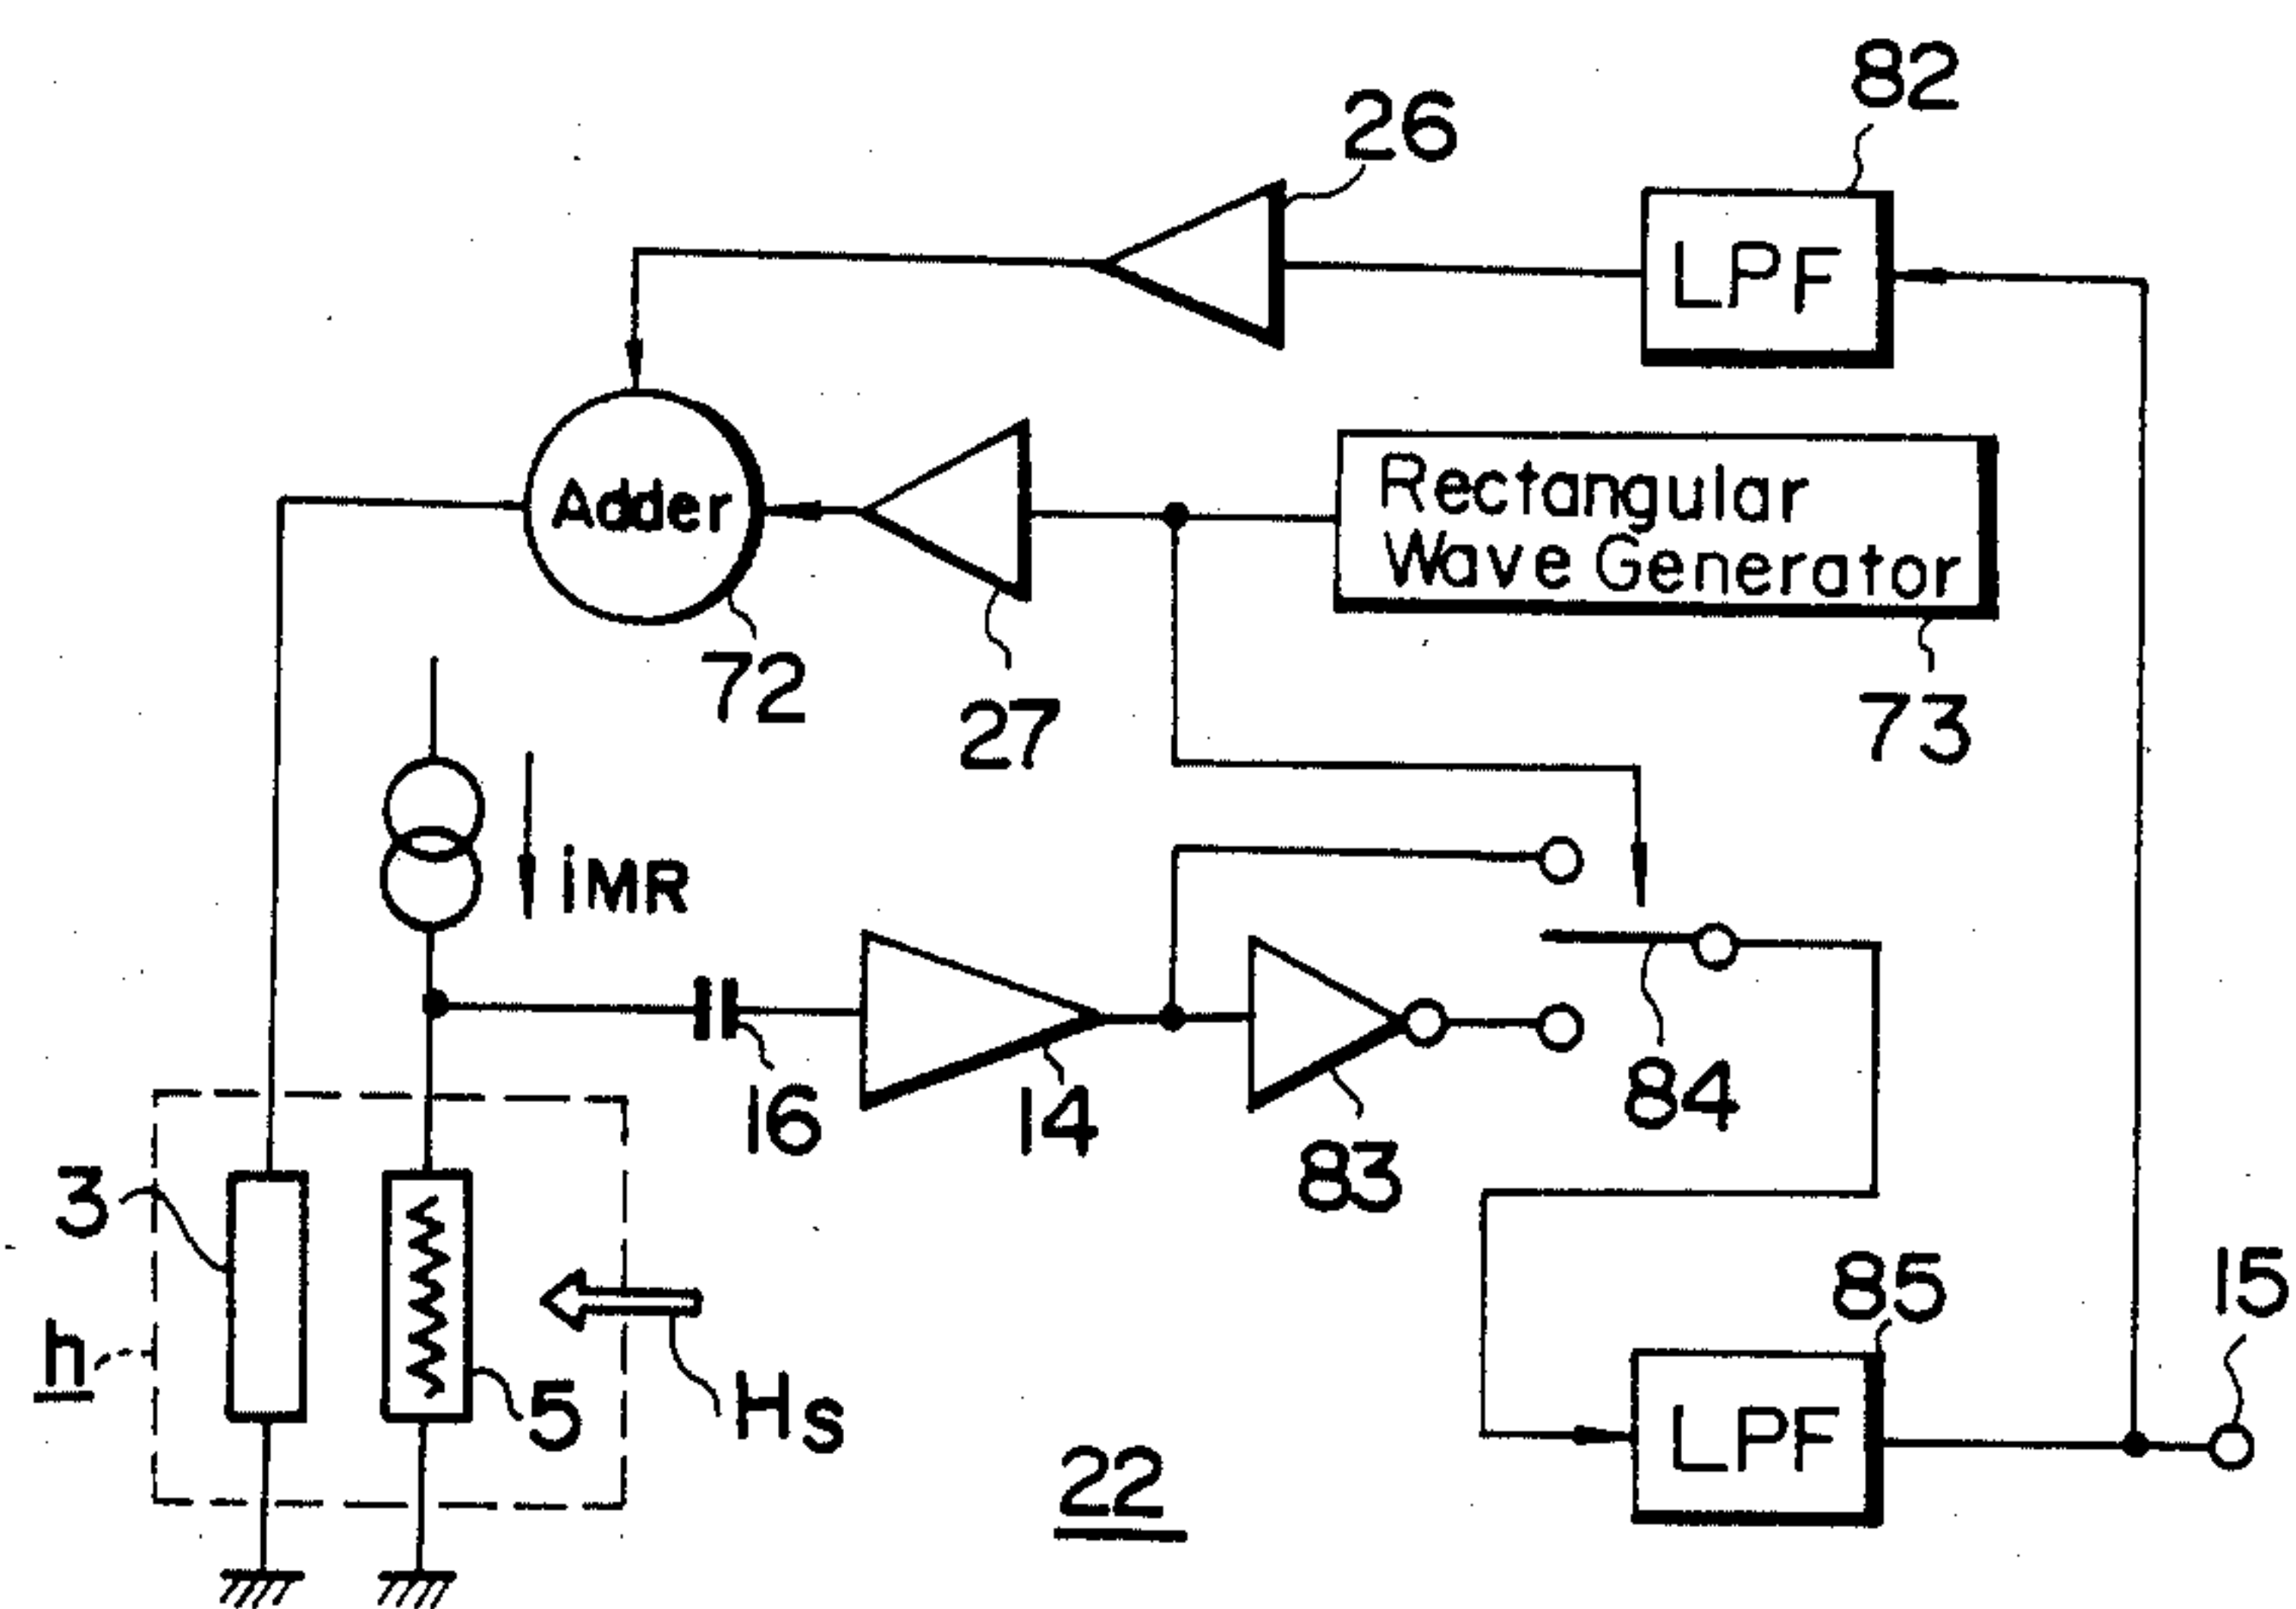 82
26
LPF
Rectangular
Wave Generator
Adder
72
27
73
iMR
16
14
83
84
3
h
5
Hs
22
85
15
LPF